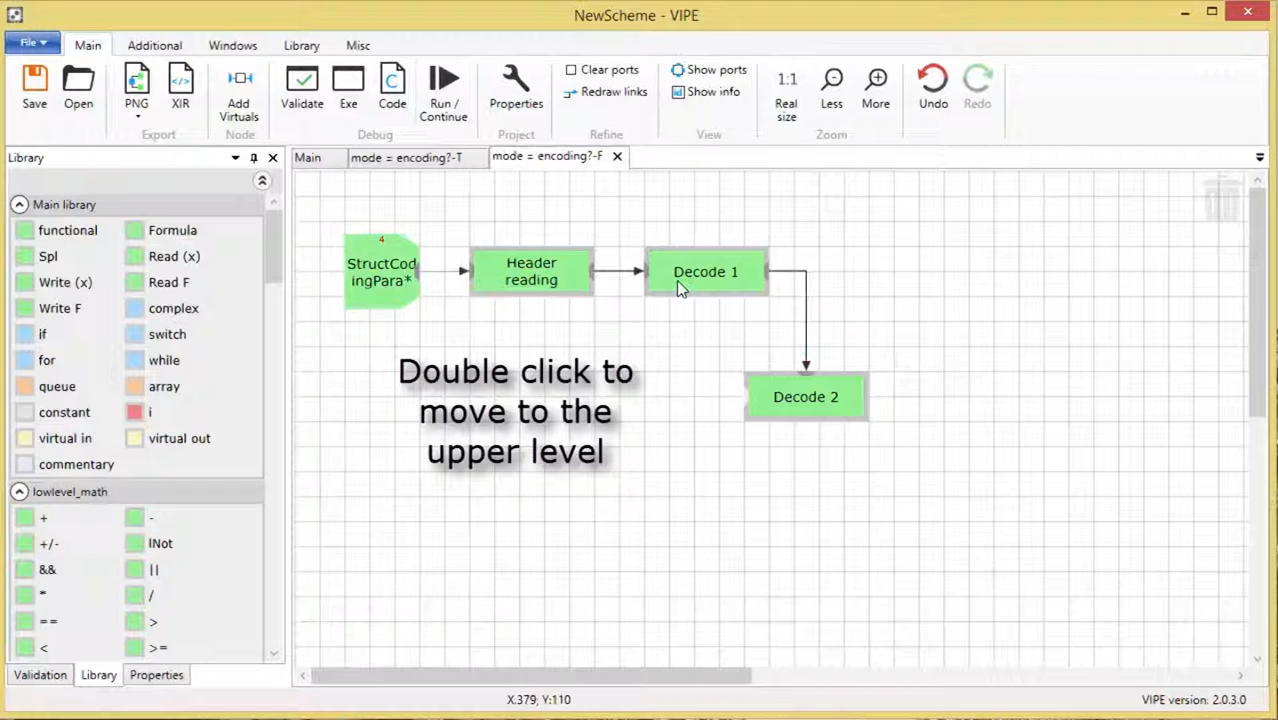 NewScheme - VIPE
File
Main
Additional
Windows
Library
Misc
Save
Open
PNG
XIR
Export
Add
Virtuals
Node
Validate
Exe
Code
Run /
Continue
Debug
Properties
Project
Clear ports
Redraw links
Refine
Show ports
Show info
View
1:1
Real
size
Less
More
Zoom
Undo
Redo
Library
Main
mode = encoding?-T
mode = encoding?-F
Main library
functional
Formula
Spl
Read (x)
Write (x)
Read F
Write F
complex
if
switch
for
while
queue
array
constant
i
virtual in
virtual out
commentary
lowlevel_math
+
-
+/-
lNot
&&
||
*
/
==
>
<
>=
4
StructCod
ingPara*
Header
reading
Decode 1
Decode 2
Double click to
move to the
upper level
Validation
Library
Properties
X:379; Y:110
VIPE version: 2.0.3.0